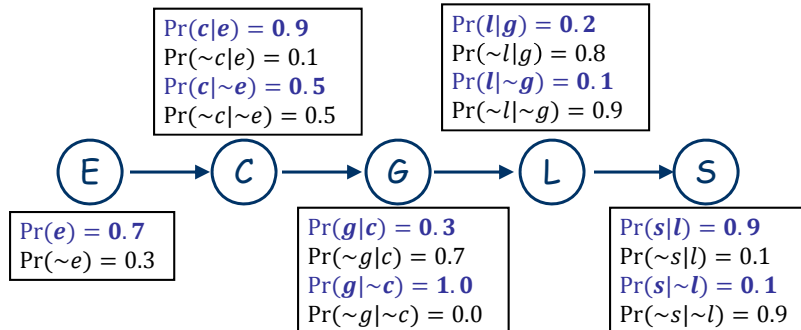 Pr(c|e) = 0.9
Pr(~c|e) = 0.1
Pr(c|~e) = 0.5
Pr(~c|~e) = 0.5
Pr(l|g) = 0.2
Pr(~l|g) = 0.8
Pr(l|~g) = 0.1
Pr(~l|~g) = 0.9
E C G L S
Pr(e) = 0.7
Pr(~e) = 0.3
Pr(g|c) = 0.3
Pr(~g|c) = 0.7
Pr(g|~c) = 1.0
Pr(~g|~c) = 0.0
Pr(s|l) = 0.9
Pr(~s|l) = 0.1
Pr(s|~l) = 0.1
Pr(~s|~l) = 0.9